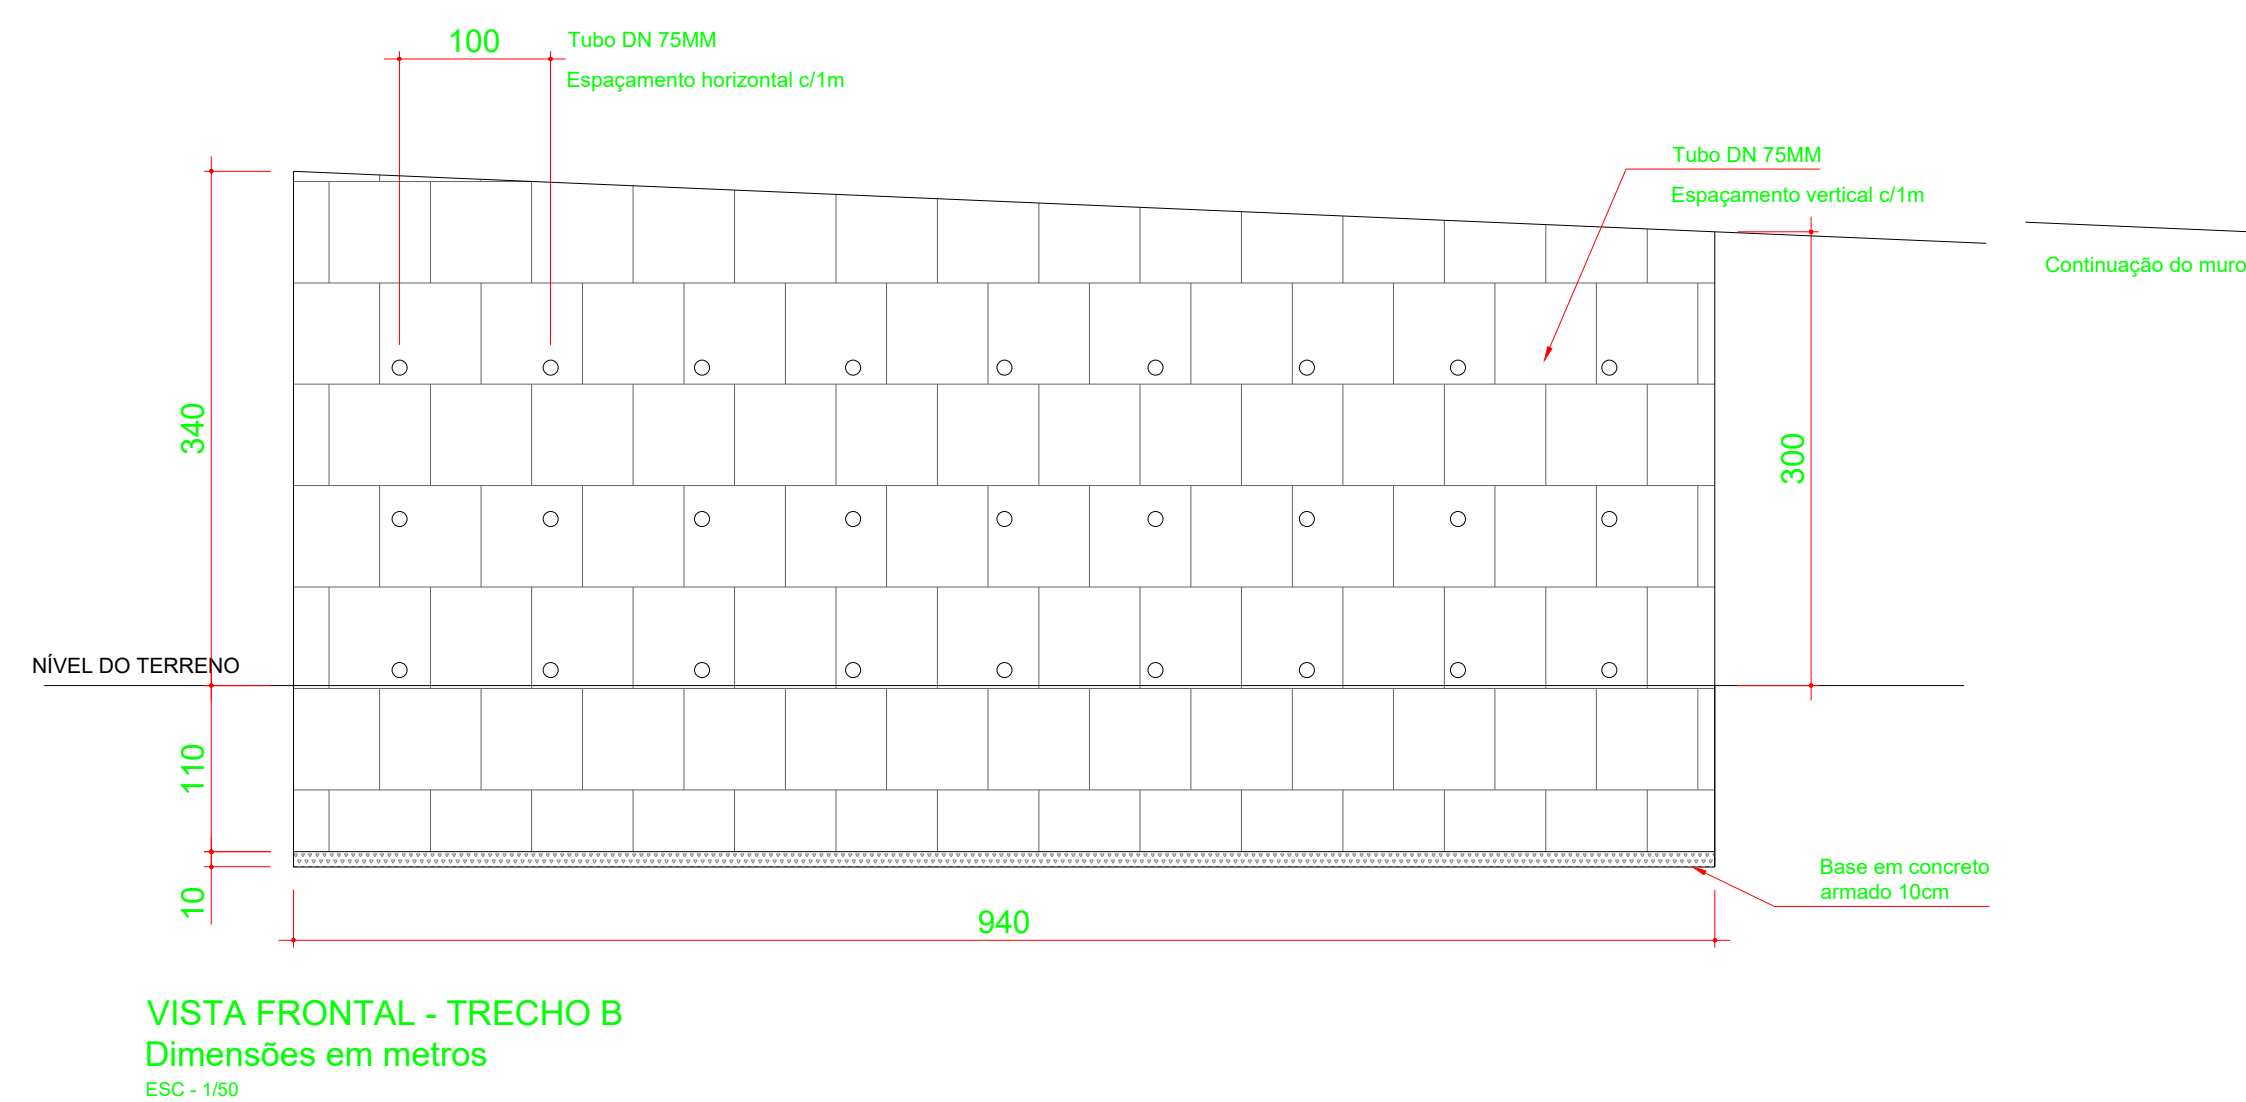 100
Tubo DN 75MM
Espaçamento horizontal c/1m
Tubo DN 75MM
Espaçamento vertical c/1m
Continuação do muro
340
300
NÍVEL DO TERRENO
110
10
Base em concreto
armado 10cm
940
VISTA FRONTAL - TRECHO B
Dimensões em metros
ESC - 1/50